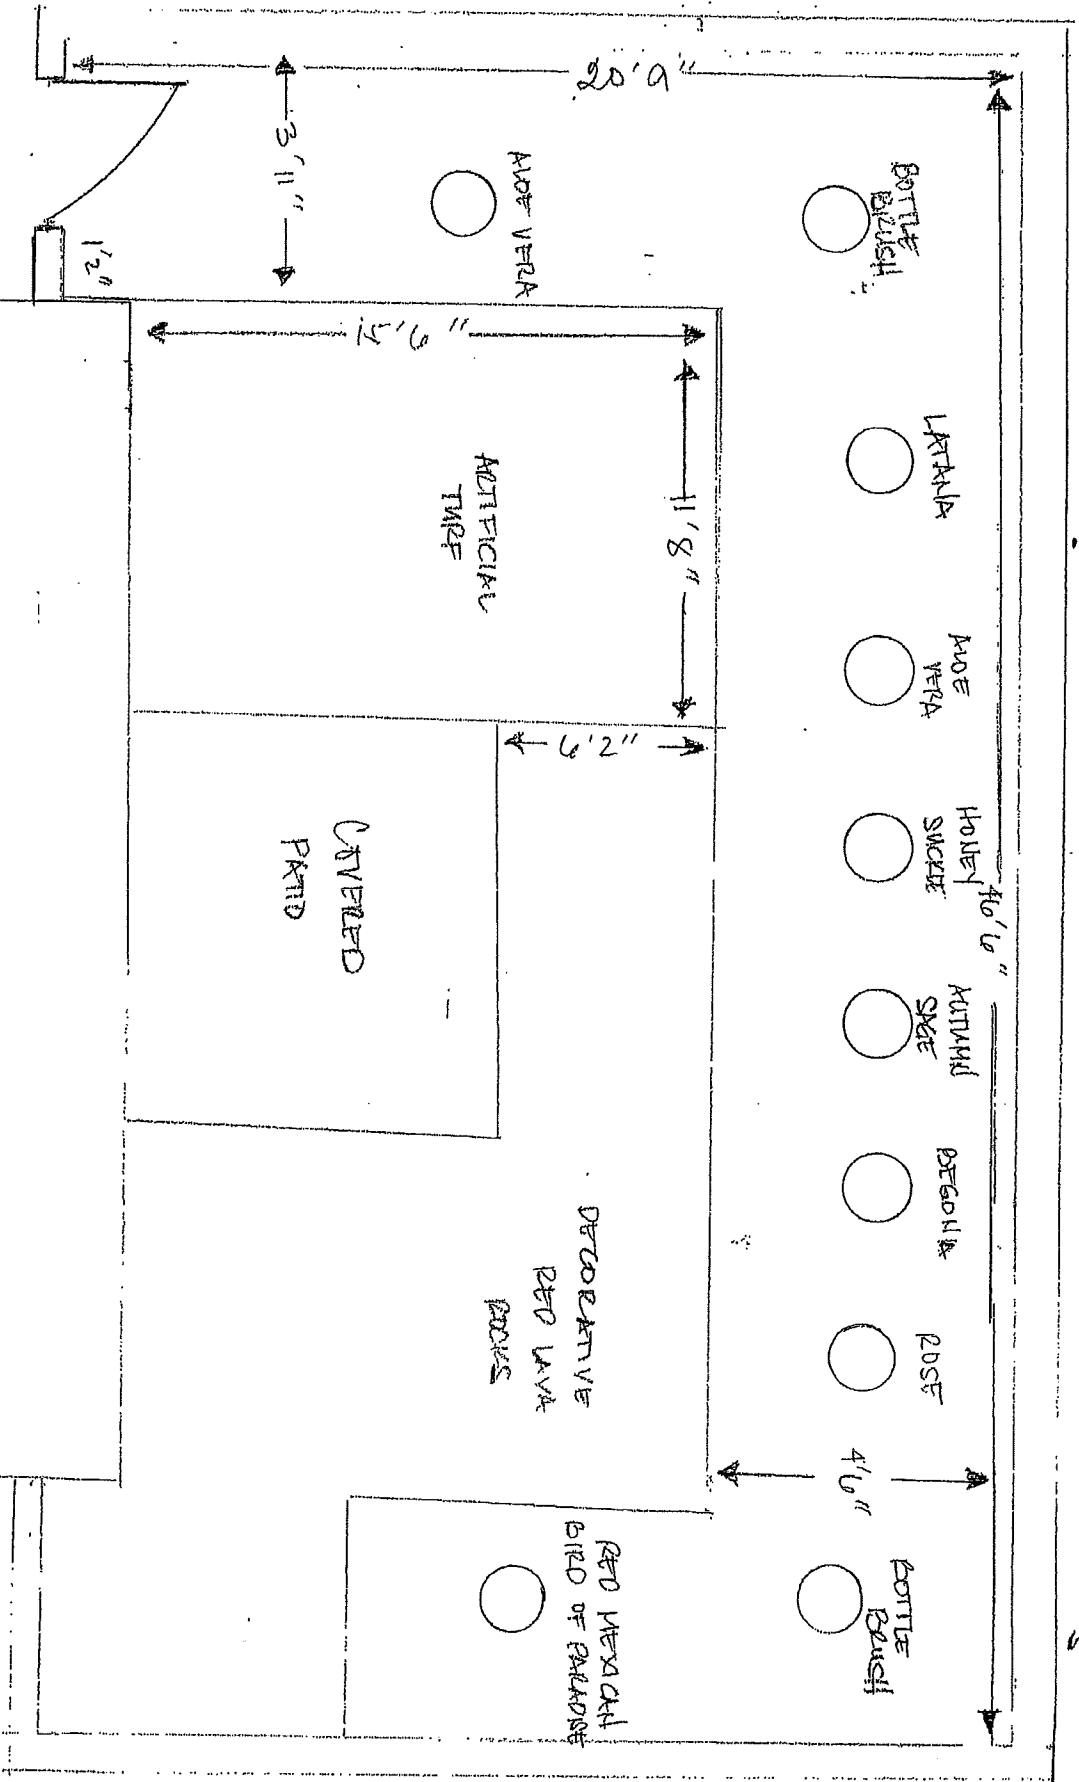 46'6"
BOTTLE
BRUSH
LATANA
ALOE
VERA
HONEY
SUCKLE
AUTUMN
SAGE
BEGONIA
ROSE
4'6"
BOTTLE
BRUSH
20'9"
11'8"
6'2"
ALOE VERA
15'6"
ARTIFICIAL
TURF
DECORATIVE
RED LAVA
ROCKS
RED MEXICAN
BIRD OF PARADISE
3'11"
COVERED
PATIO
1'2"